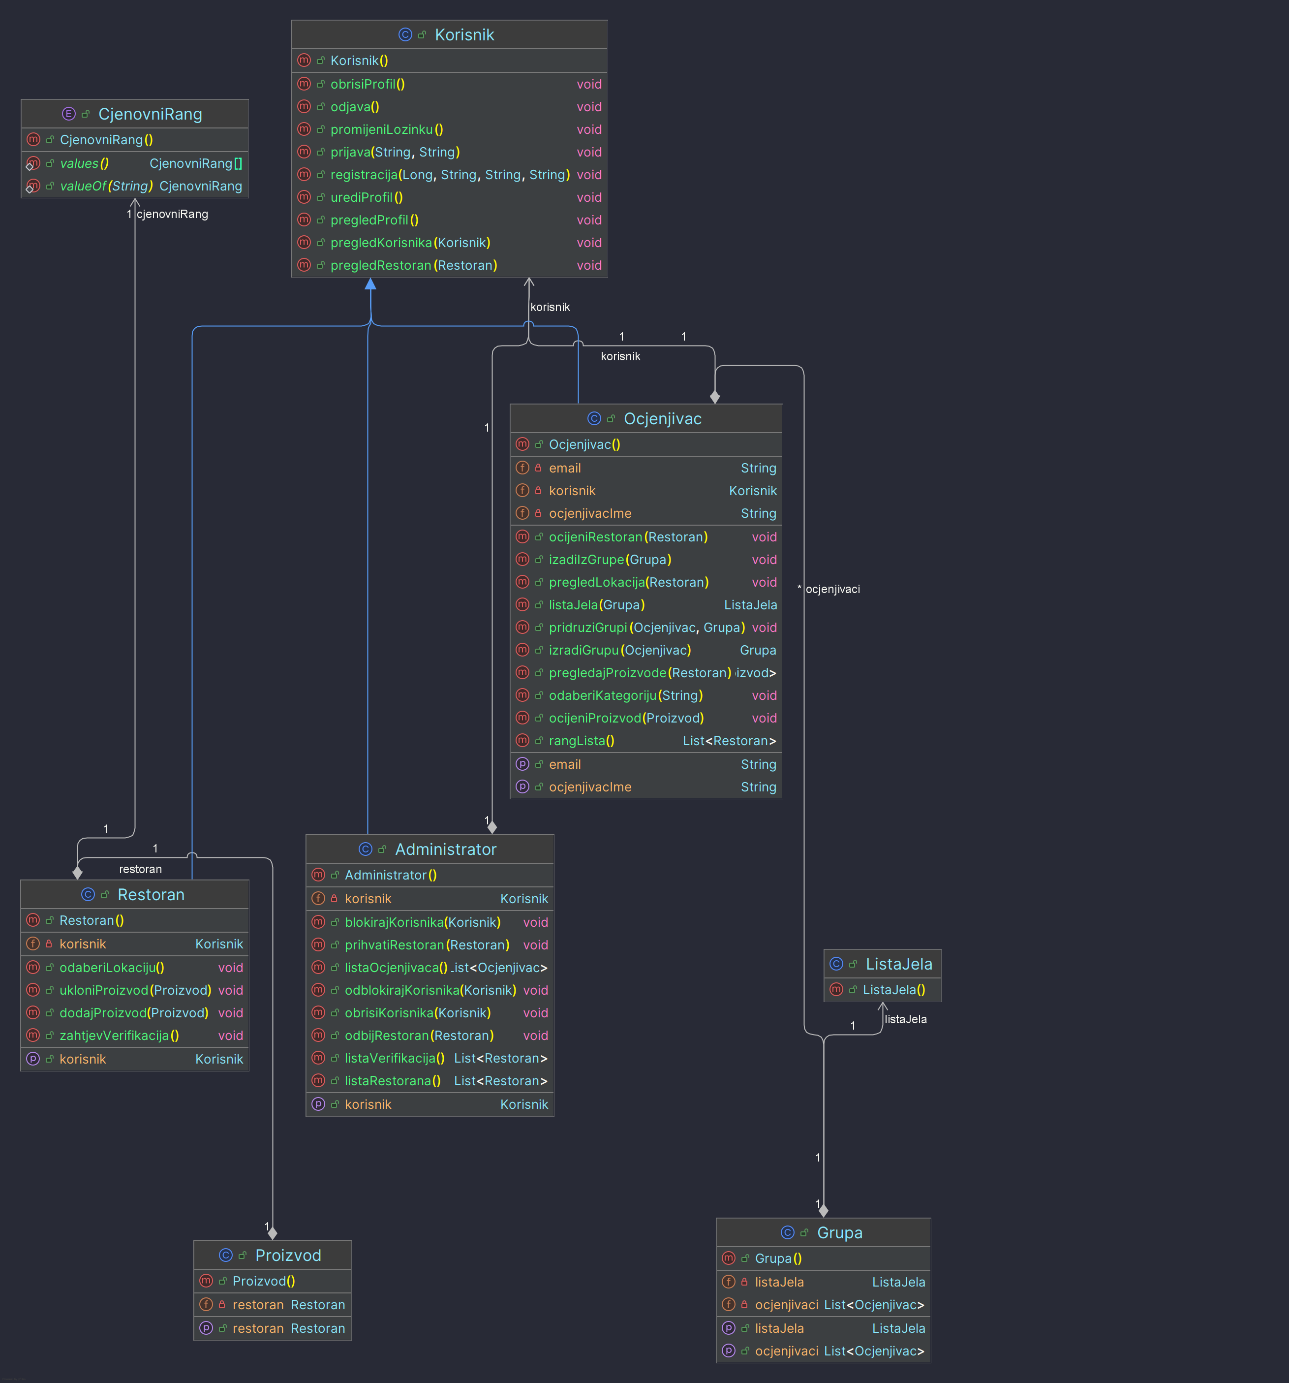 Korisnik
Korisnik()
obrisiProfil() void
odjava() void
promijeniLozinku() void
prijava(String, String) void
registracija(Long, String, String, String) void
urediProfil() void
pregledProfil() void
pregledKorisnika(Korisnik) void
pregledRestoran(Restoran) void
CjenovniRang
CjenovniRang()
values() CjenovniRang[]
valueOf(String) CjenovniRang
1 cjenovniRang
korisnik
1
1
korisnik
1
Ocjenjivac
Ocjenjivac()
email String
korisnik Korisnik
ocjenjivacIme String
ocijeniRestoran(Restoran) void
izadiIzGrupe(Grupa) void
pregledLokacija(Restoran) void
listaJela(Grupa) ListaJela
pridruziGrupi(Ocjenjivac, Grupa) void
izradiGrupu(Ocjenjivac) Grupa
pregledajProizvode(Restoran) izvod>
odaberiKategoriju(String) void
ocijeniProizvod(Proizvod) void
rangLista() List<Restoran>
email String
ocjenjivacIme String
* ocjenjivaci
1
1
1
restoran
Restoran
Restoran()
korisnik Korisnik
odaberiLokaciju() void
ukloniProizvod(Proizvod) void
dodajProizvod(Proizvod) void
zahtjevVerifikacija() void
korisnik Korisnik
Administrator
Administrator()
korisnik Korisnik
blokirajKorisnika(Korisnik) void
prihvatiRestoran(Restoran) void
listaOcjenjivaca() ist<Ocjenjivac>
odblokirajKorisnika(Korisnik) void
obrisiKorisnika(Korisnik) void
odbijRestoran(Restoran) void
listaVerifikacija() List<Restoran>
listaRestorana() List<Restoran>
korisnik Korisnik
ListaJela
ListaJela()
listaJela
1
1
1
1
Proizvod
Proizvod()
restoran Restoran
restoran Restoran
Grupa
Grupa()
listaJela ListaJela
ocjenjivaci List<Ocjenjivac>
listaJela ListaJela
ocjenjivaci List<Ocjenjivac>